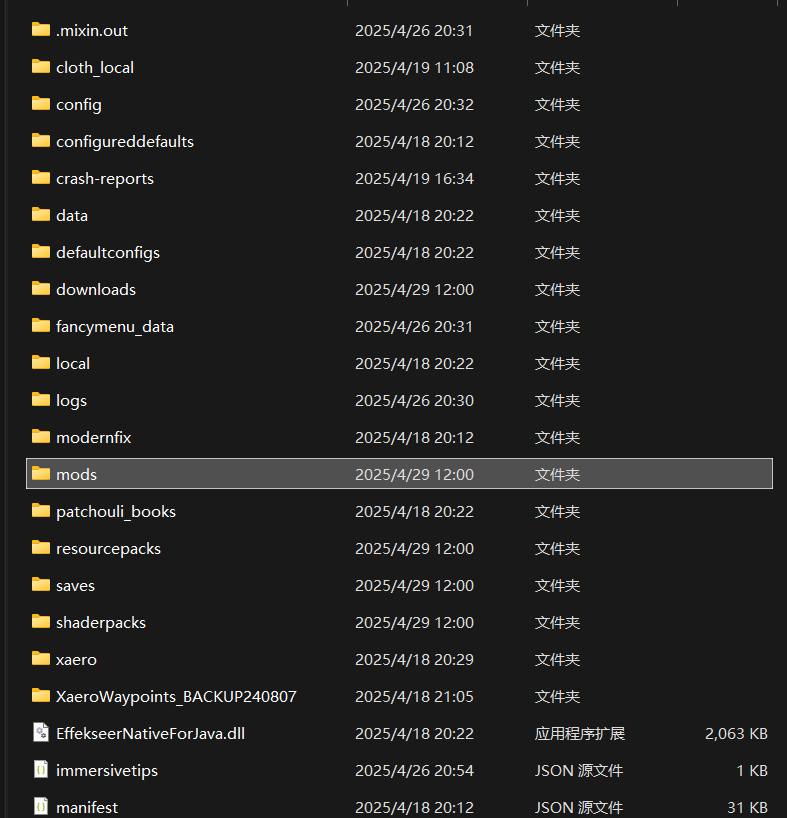 .mixin.out 2025/4/26 20:31 文件夹
cloth_local 2025/4/19 11:08 文件夹
config 2025/4/26 20:32 文件夹
configureddefaults 2025/4/18 20:12 文件夹
crash-reports 2025/4/19 16:34 文件夹
data 2025/4/18 20:22 文件夹
defaultconfigs 2025/4/18 20:22 文件夹
downloads 2025/4/29 12:00 文件夹
fancymenu_data 2025/4/26 20:31 文件夹
local 2025/4/18 20:22 文件夹
logs 2025/4/26 20:30 文件夹
modernfix 2025/4/18 20:12 文件夹
mods 2025/4/29 12:00 文件夹
patchouli_books 2025/4/18 20:22 文件夹
resourcepacks 2025/4/29 12:00 文件夹
saves 2025/4/29 12:00 文件夹
shaderpacks 2025/4/29 12:00 文件夹
xaero 2025/4/18 20:29 文件夹
XaeroWaypoints_BACKUP240807 2025/4/18 21:05 文件夹
EffekseerNativeForJava.dll 2025/4/18 20:22 应用程序扩展 2,063 KB
immersivetips 2025/4/26 20:54 JSON 源文件 1 KB
manifest 2025/4/18 20:12 JSON 源文件 31 KB